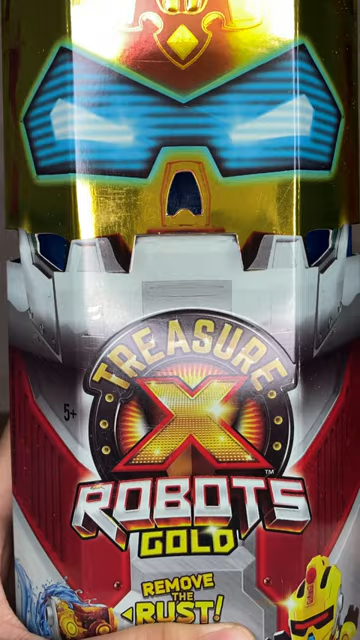 TREASURE
X
TM
5+
ROBOTS
GOLD
REMOVE
THE
RUST!